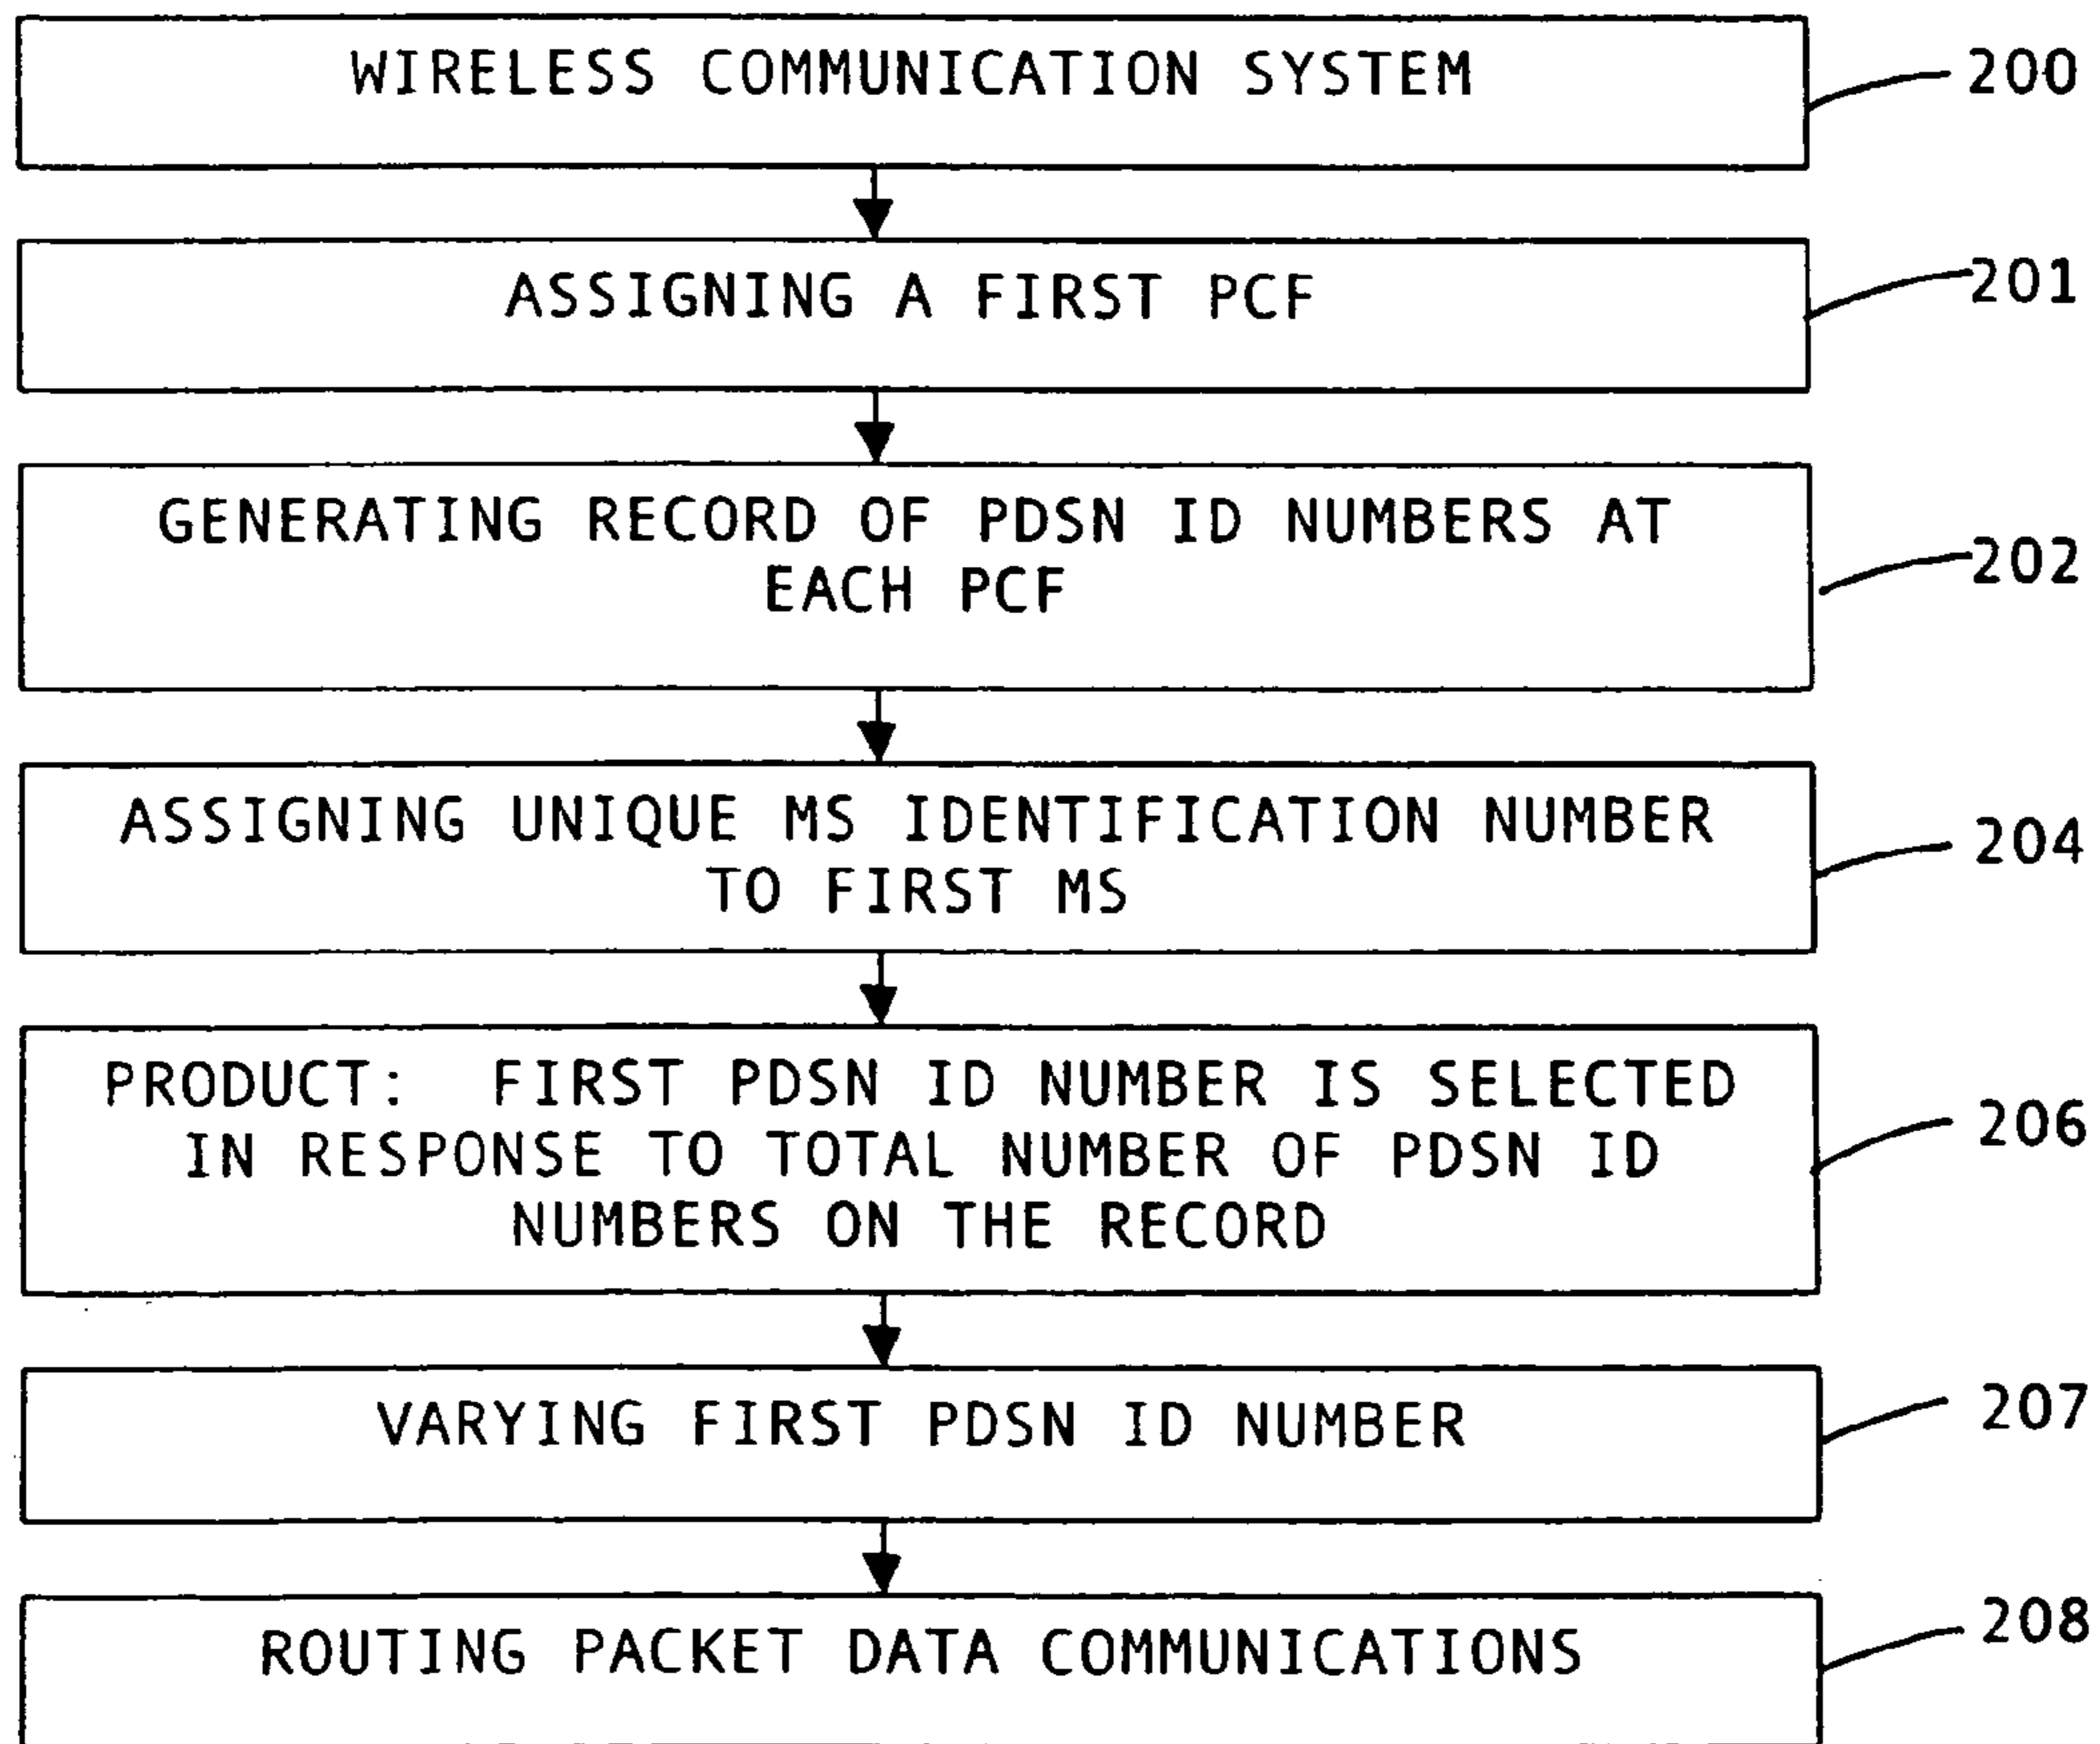 WIRELESS COMMUNICATION SYSTEM
200
ASSIGNING A FIRST PCF
201
GENERATING RECORD OF PDSN ID NUMBERS AT
EACH PCF
202
ASSIGNING UNIQUE MS IDENTIFICATION NUMBER
TO FIRST MS
204
PRODUCT: FIRST PDSN ID NUMBER IS SELECTED
IN RESPONSE TO TOTAL NUMBER OF PDSN ID
NUMBERS ON THE RECORD
206
VARYING FIRST PDSN ID NUMBER
207
ROUTING PACKET DATA COMMUNICATIONS
208